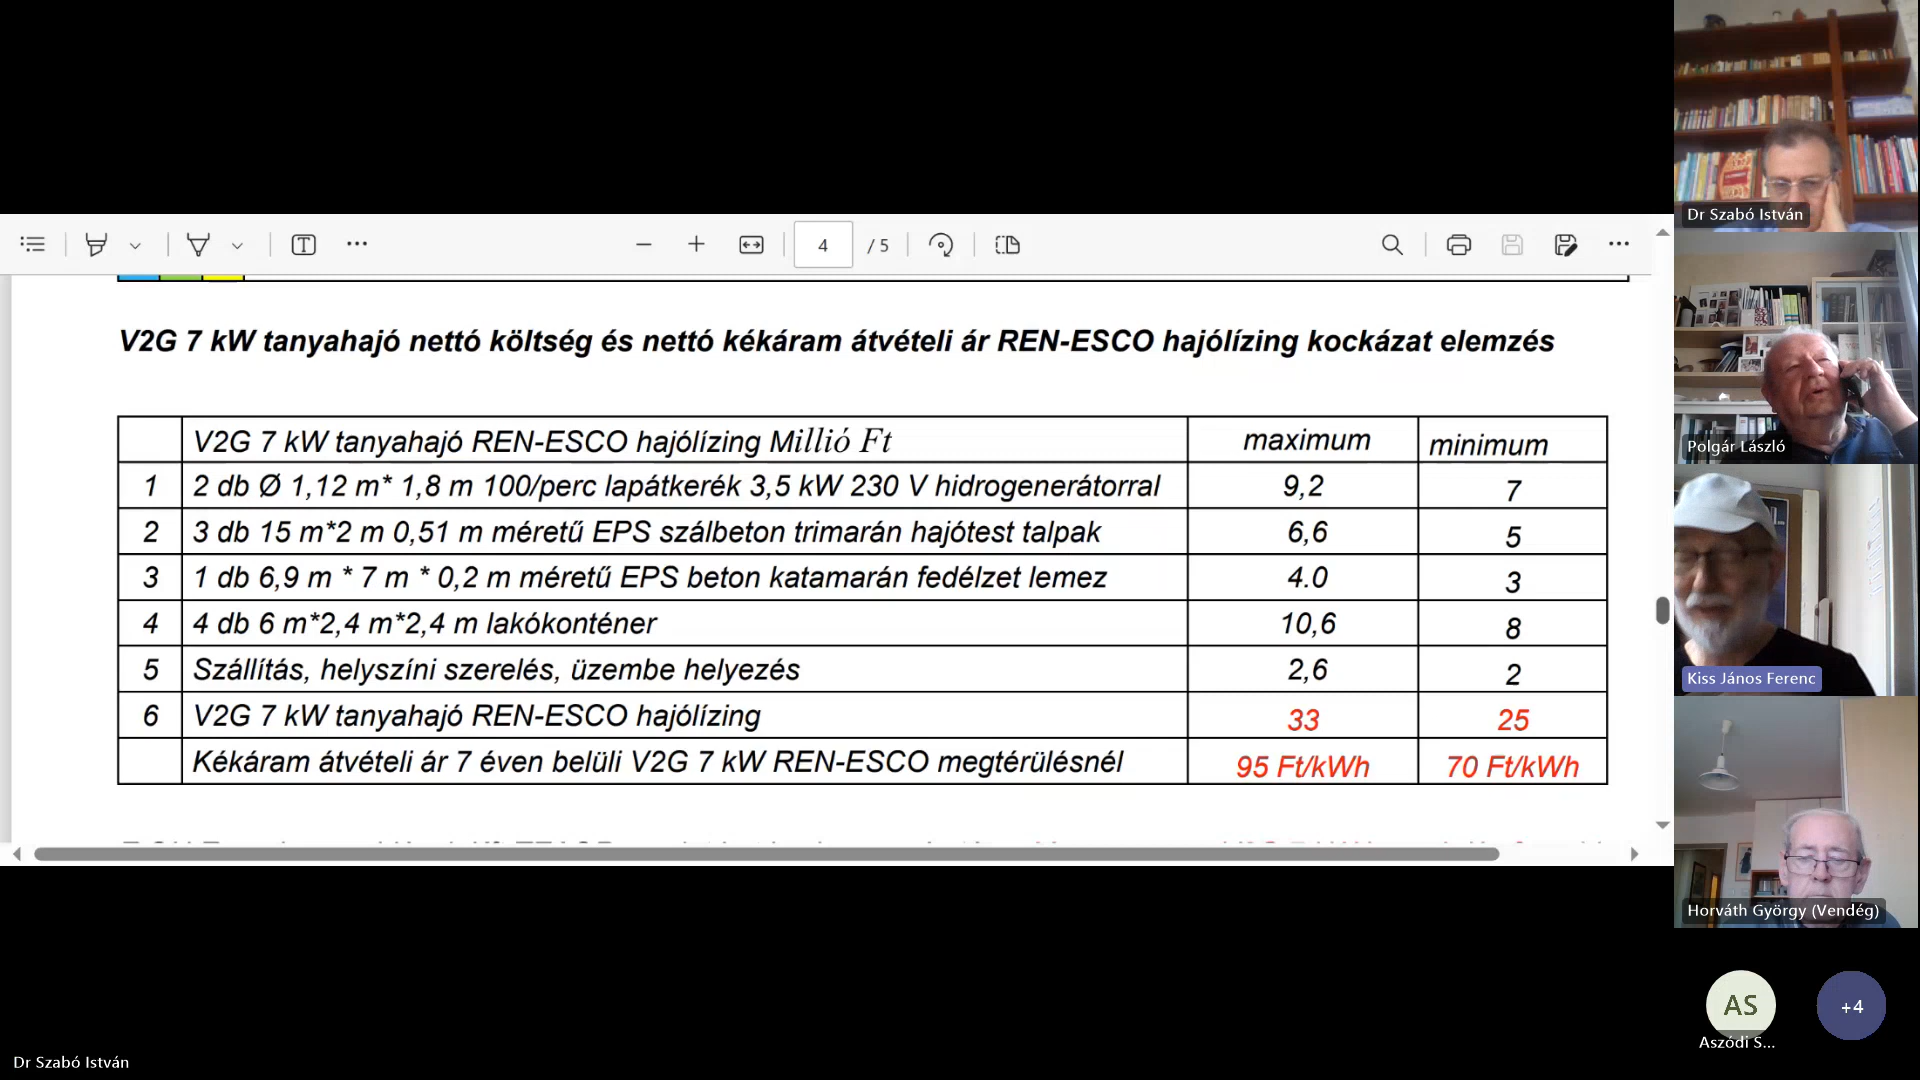 4 / 5
V2G 7 kW tanyahajó nettó költség és nettó kékáram átvételi ár REN-ESCO hajólízing kockázat elemzés
V2G 7 kW tanyahajó REN-ESCO hajólízing Millió Ft maximum minimum
1 2 db Ø 1,12 m* 1,8 m 100/perc lapátkerék 3,5 kW 230 V hidrogenerátorral 9,2 7
2 3 db 15 m*2 m 0,51 m méretű EPS szálbeton trimarán hajótest talpak 6,6 5
3 1 db 6,9 m * 7 m * 0,2 m méretű EPS beton katamarán fedélzet lemez 4.0 3
4 4 db 6 m*2,4 m*2,4 m lakókonténer 10,6 8
5 Szállítás, helyszíni szerelés, üzembe helyezés 2,6 2
6 V2G 7 kW tanyahajó REN-ESCO hajólízing 33 25
Kékáram átvételi ár 7 éven belüli V2G 7 kW REN-ESCO megtérülésnél 95 Ft/kWh 70 Ft/kWh
Dr Szabó István
Polgár László
Kiss János Ferenc
Horváth György (Vendég)
AS +4
Aszódi S...
Dr Szabó István